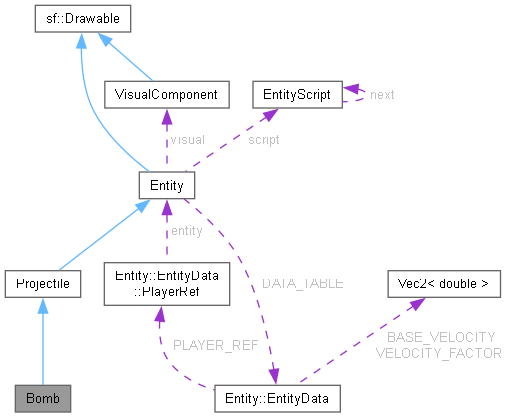 sf::Drawable
VisualComponent
EntityScript
next
visual
script
Entity
entity
Projectile
Entity::EntityData
::PlayerRef
DATA_TABLE
Vec2< double >
PLAYER_REF
BASE_VELOCITY
VELOCITY_FACTOR
Bomb
Entity::EntityData